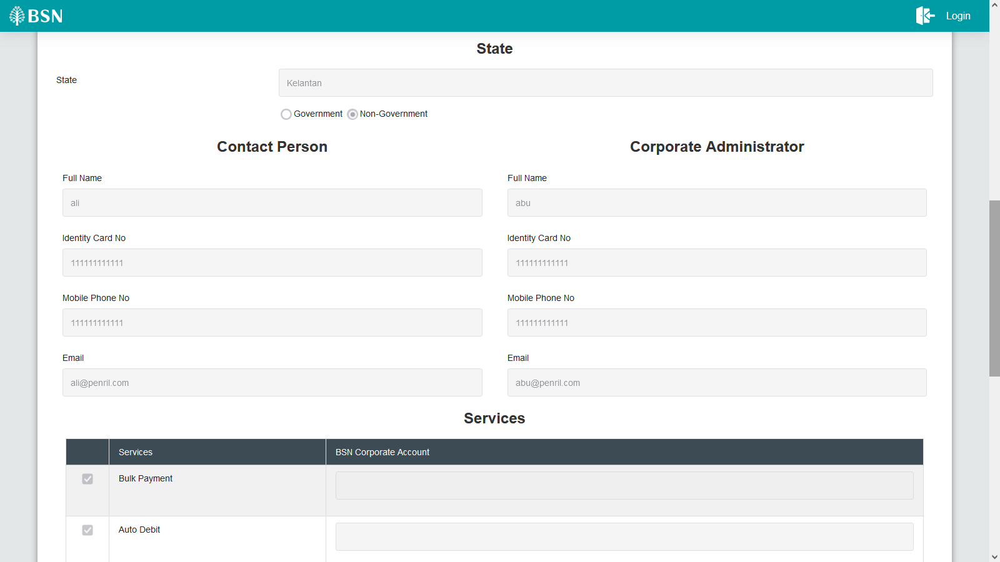 BSN
Login
State
State
Kelantan
Government Non-Government
Contact Person
Corporate Administrator
Full Name
Full Name
ali
abu
Identity Card No
Identity Card No
111111111111
111111111111
Mobile Phone No
Mobile Phone No
111111111111
111111111111
Email
Email
ali@penril.com
abu@penril.com
Services
Services
BSN Corporate Account
Bulk Payment
Auto Debit